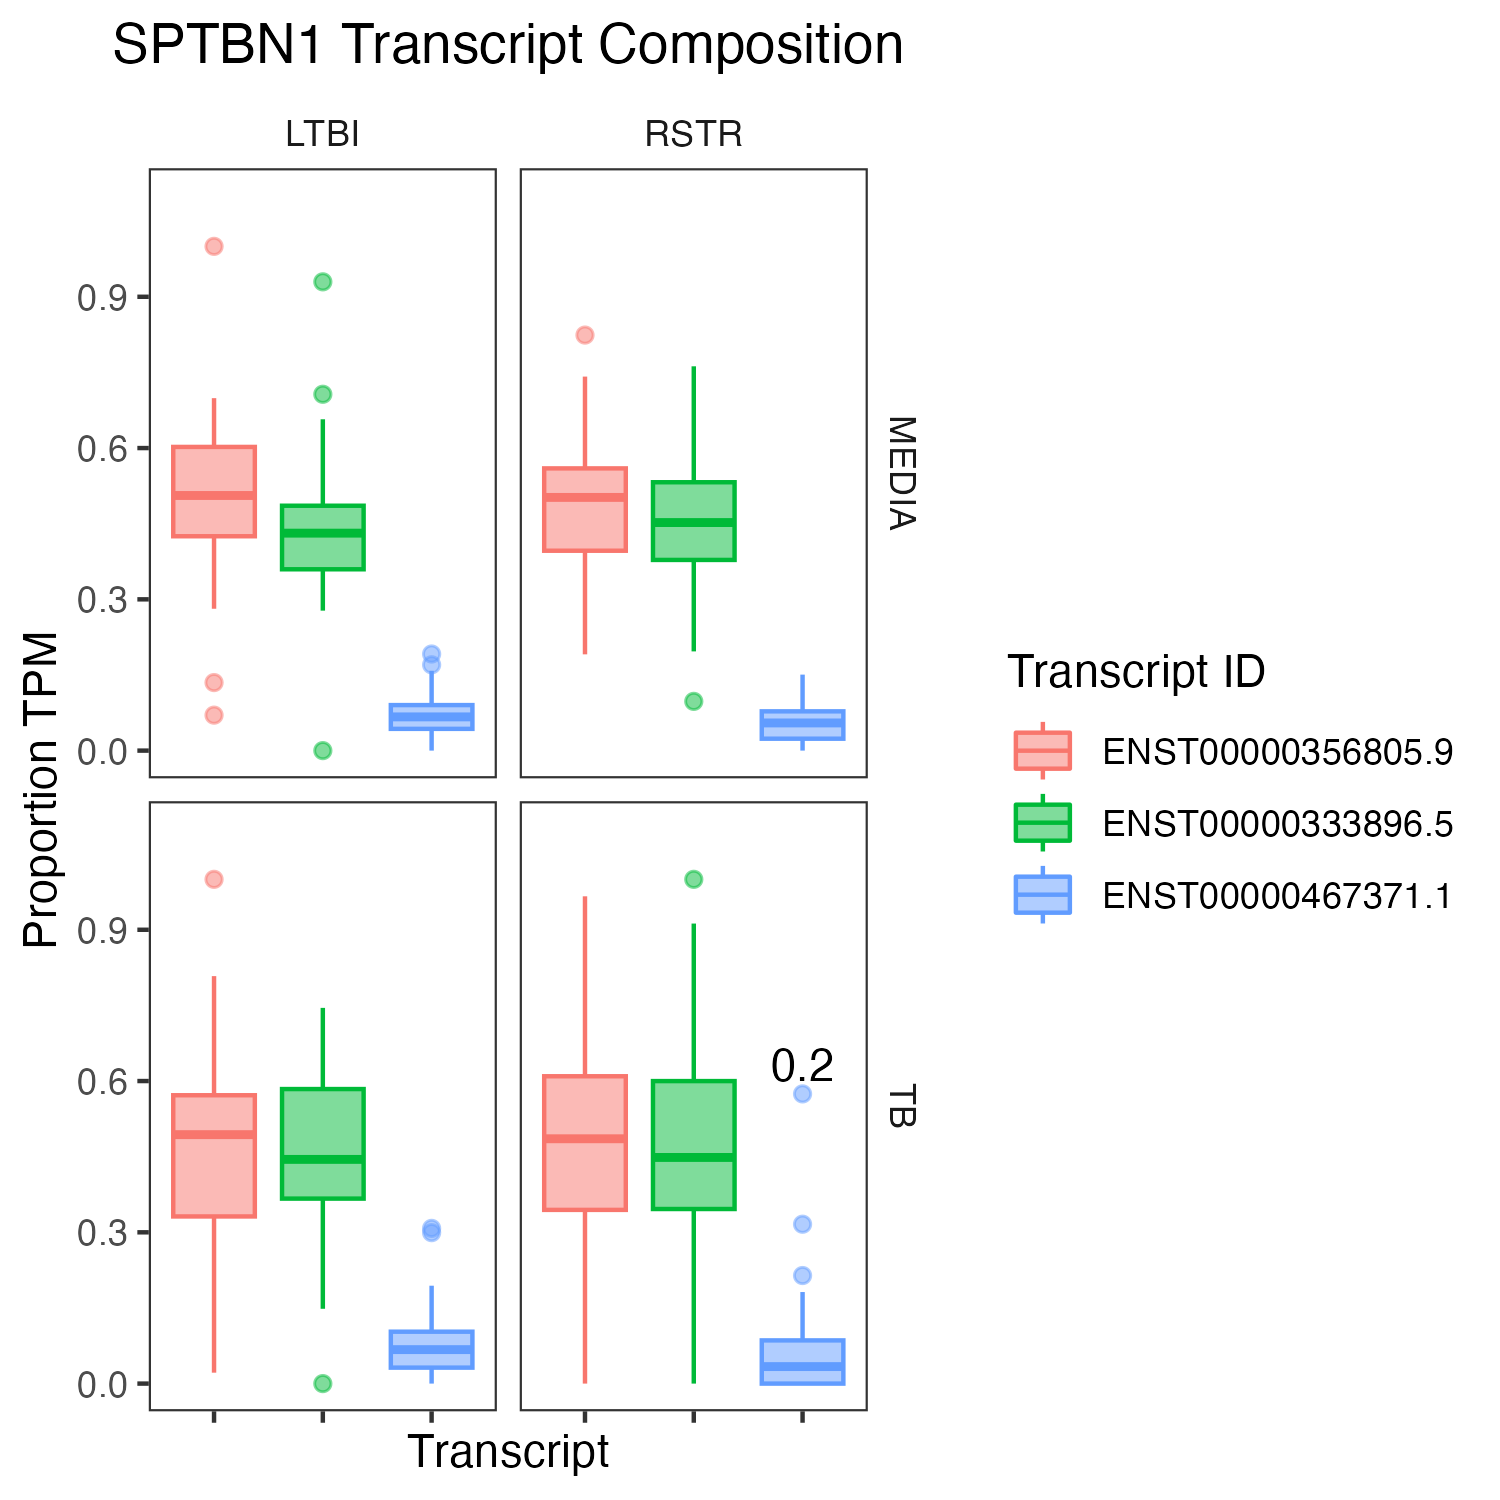 SPTBN1 Transcript Composition
LTBI
RSTR
0.9
0.6
0.3
0.0
MEDIA
0.9
0.6
0.3
0.0
0.2
TB
Proportion TPM
Transcript
Transcript ID
ENST00000356805.9
ENST00000333896.5
ENST00000467371.1